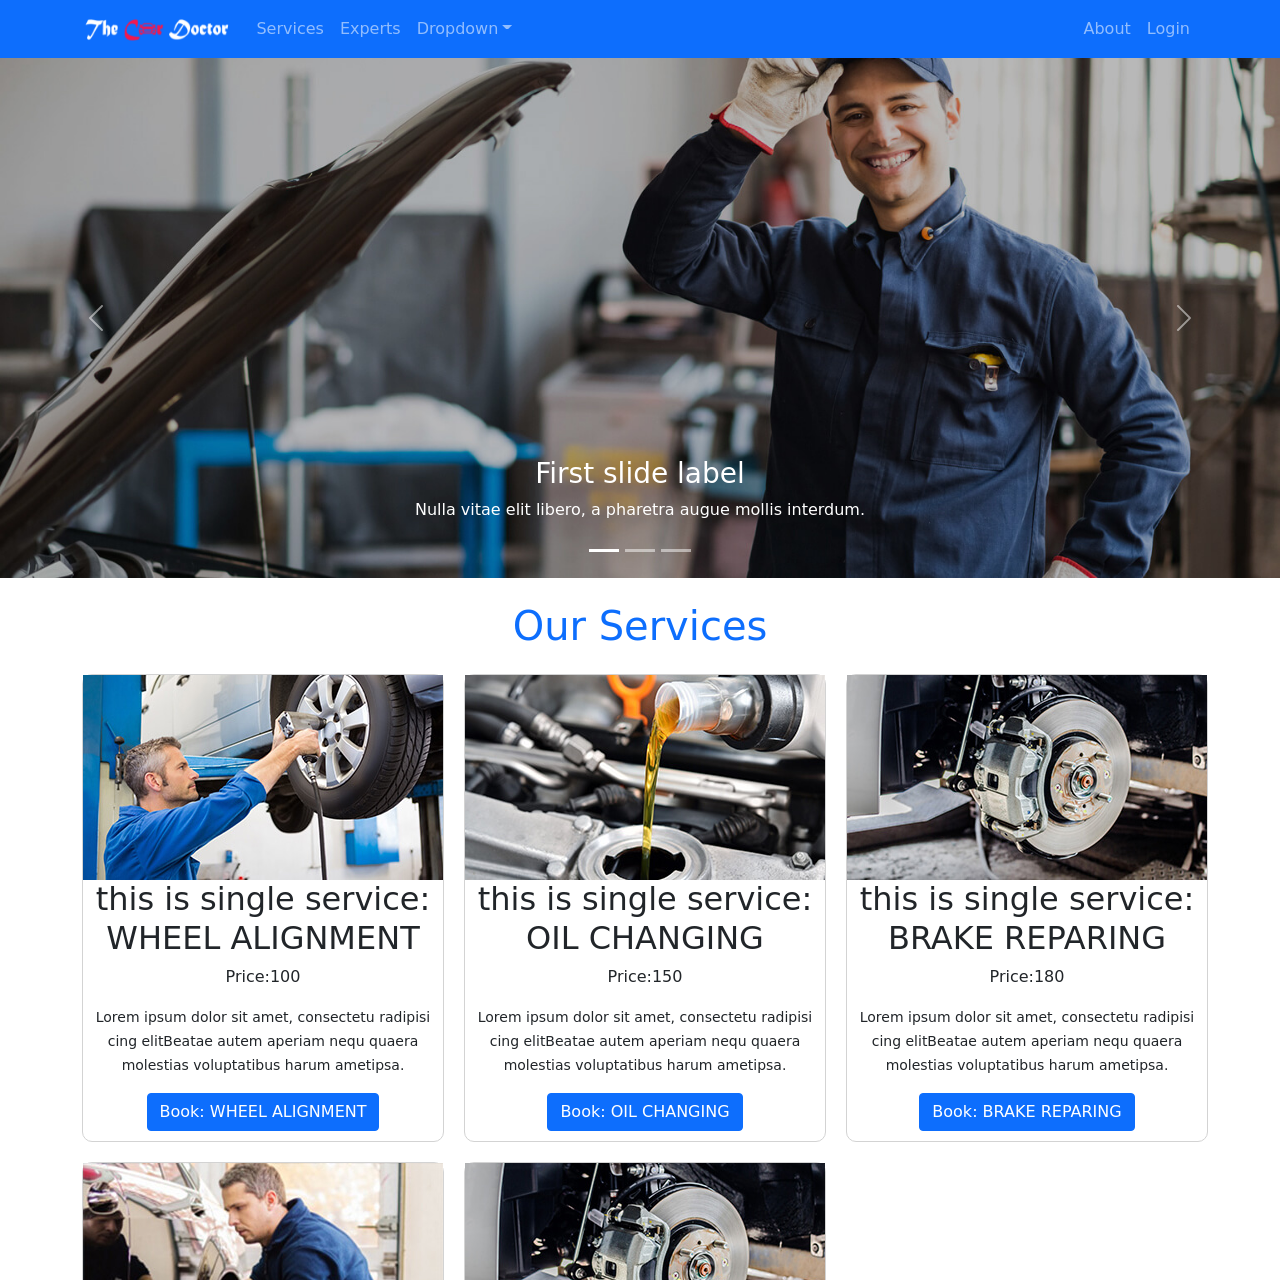 The Doctor
Services Experts Dropdown
About Login
First slide label
Nulla vitae elit libero, a pharetra augue mollis interdum.
Our Services
this is single service:
WHEEL ALIGNMENT
Price:100
Lorem ipsum dolor sit amet, consectetu radipisi
cing elitBeatae autem aperiam nequ quaera
molestias voluptatibus harum ametipsa.
Book: WHEEL ALIGNMENT
this is single service:
OIL CHANGING
Price:150
Lorem ipsum dolor sit amet, consectetu radipisi
cing elitBeatae autem aperiam nequ quaera
molestias voluptatibus harum ametipsa.
Book: OIL CHANGING
this is single service:
BRAKE REPARING
Price:180
Lorem ipsum dolor sit amet, consectetu radipisi
cing elitBeatae autem aperiam nequ quaera
molestias voluptatibus harum ametipsa.
Book: BRAKE REPARING